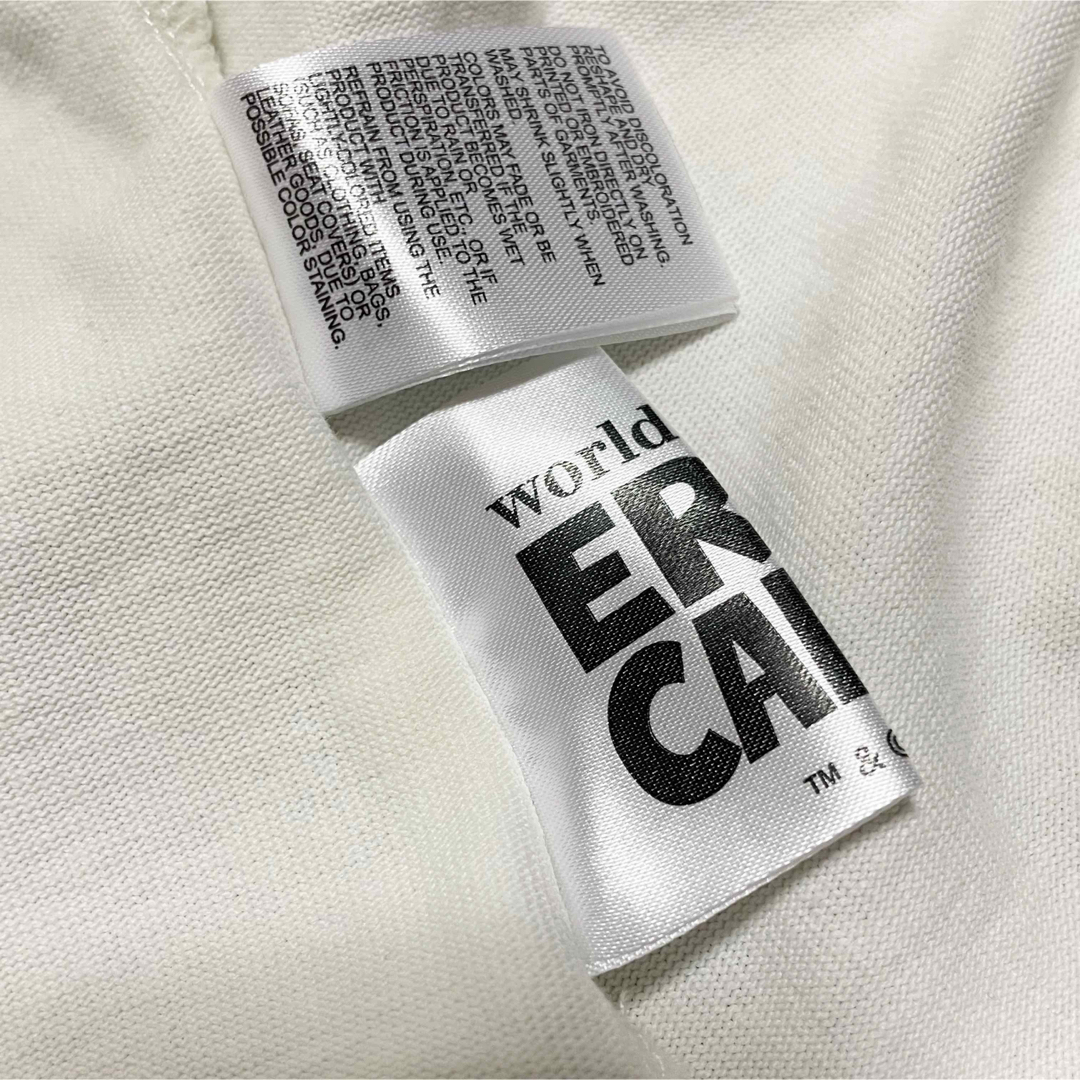 TO AVOID DISCOLORATION
RESHAPE AND DRY
PROMPTLY AFTER WASHING.
DO NOT IRON DIRECTLY ON
PRINTED OR EMBROIDERED
PARTS OF GARMENTS.
MAY SHRINK SLIGHTLY WHEN
WASHED
COLORS MAY FADE OR BE
TRANSFERRED IF THE
PRODUCT BECOMES WET
DUE TO RAIN OR
PERSPIRATION, ETC., OR IF
FRICTION IS APPLIED TO THE
PRODUCT DURING USE.
REFRAIN FROM USING THE
PRODUCT WITH
LIGHTLY-COLORED ITEMS
(SUCH AS CLOTHING, BAGS,
SOFAS, SEAT COVERS) OR
LEATHER GOODS, DUE TO
POSSIBLE COLOR STAINING.
world
ER
CA
TM & ©